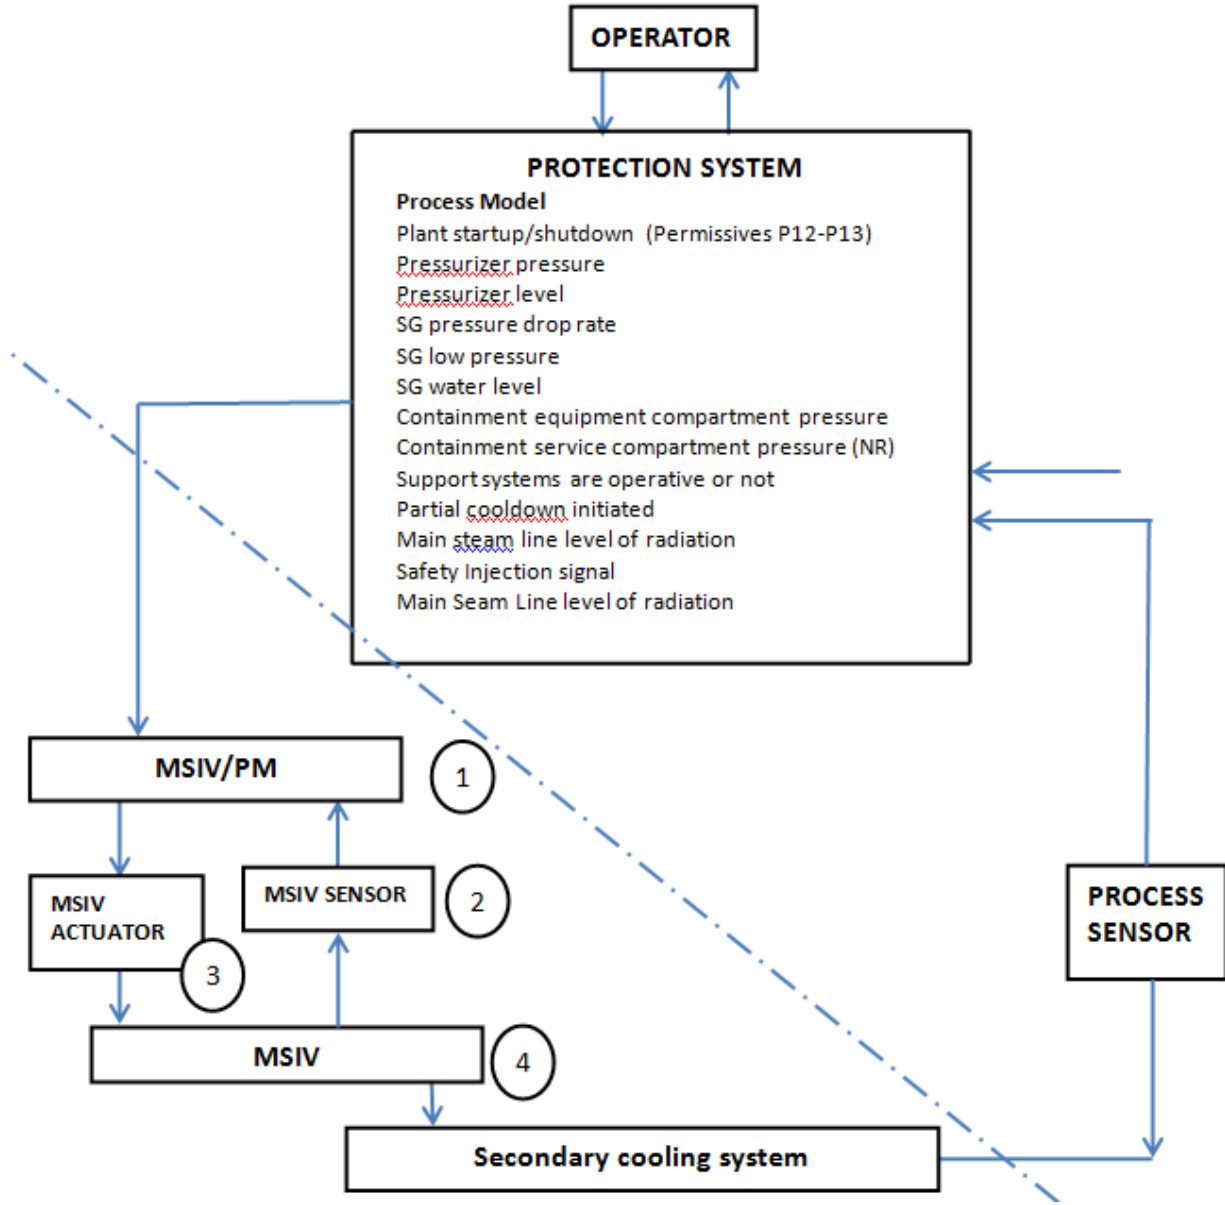 OPERATOR
PROTECTION SYSTEM
Process Model
Plant startup/shutdown (Permissives P12-P13)
Pressurizer pressure
Pressurizer level
SG pressure drop rate
SG low pressure
SG water level
Containment equipment compartment pressure
Containment service compartment pressure (NR)
Support systems are operative or not
Partial cooldown initiated
Main steam line level of radiation
Safety Injection signal
Main Seam Line level of radiation
MSIV/PM
1
MSIV SENSOR
2
MSIV
ACTUATOR
3
PROCESS
SENSOR
MSIV
4
Secondary cooling system